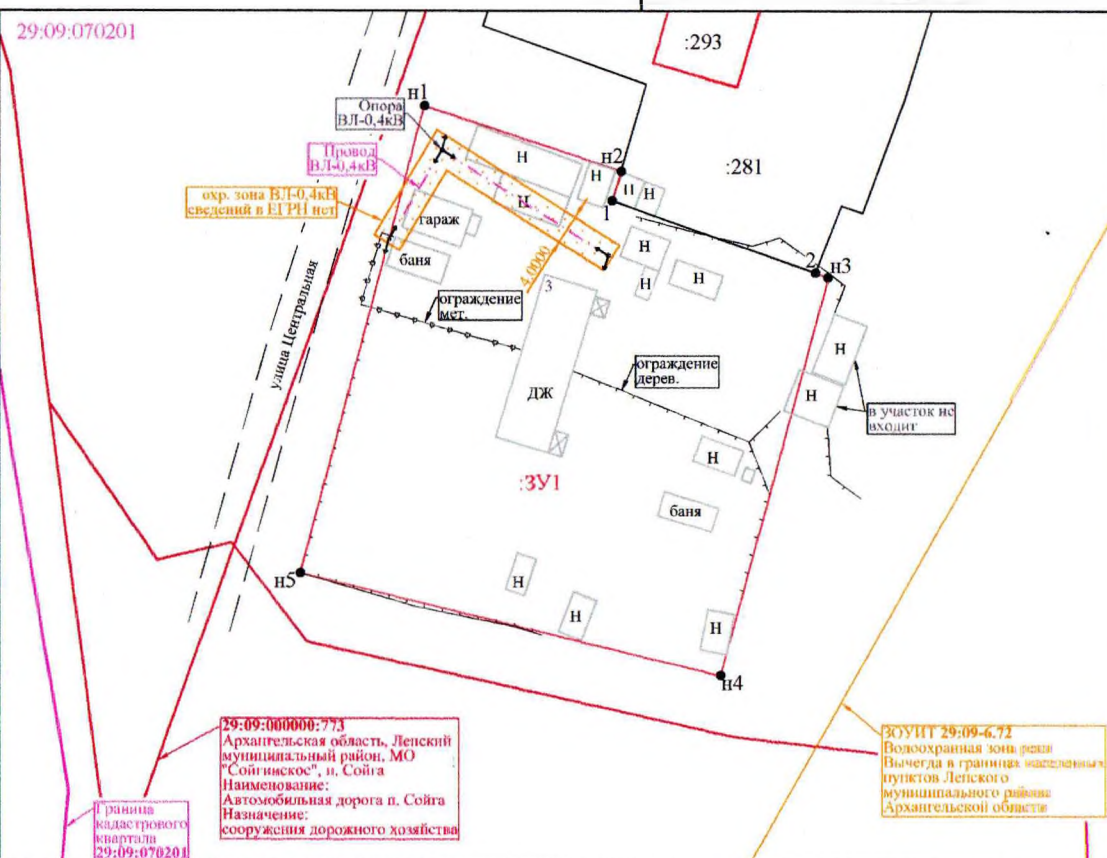 29:09:070201
:293
н1
Опора
ВЛ-0,4кВ
Провод
ВЛ-0,4кВ
охр. зона ВЛ-0,4кВ
сведений в ЕГРН нет
Н
н2
Н
Н
Н
:281
1
гараж
баня
4.0000
3
Н
Н
Н
2
н3
улица Центральная
ограждение
мет.
ограждение
дерев.
ДЖ
Н
Н
в участок не
входит
:ЗУ1
Н
баня
н5
Н
Н
Н
н4
29:09:000000:773
Архангельская область, Ленский
муниципальный район, МО
"Сойгинское", п. Сойга
Наименование:
Автомобильная дорога п. Сойга
Назначение:
сооружения дорожного хозяйства
ЗОУИТ 29:09-6.72
Водоохранная зона реки
Вычегда в границах населенных
пунктов Ленского
муниципального района
Архангельской области
Граница
кадастрового
квартала
29:09:070201